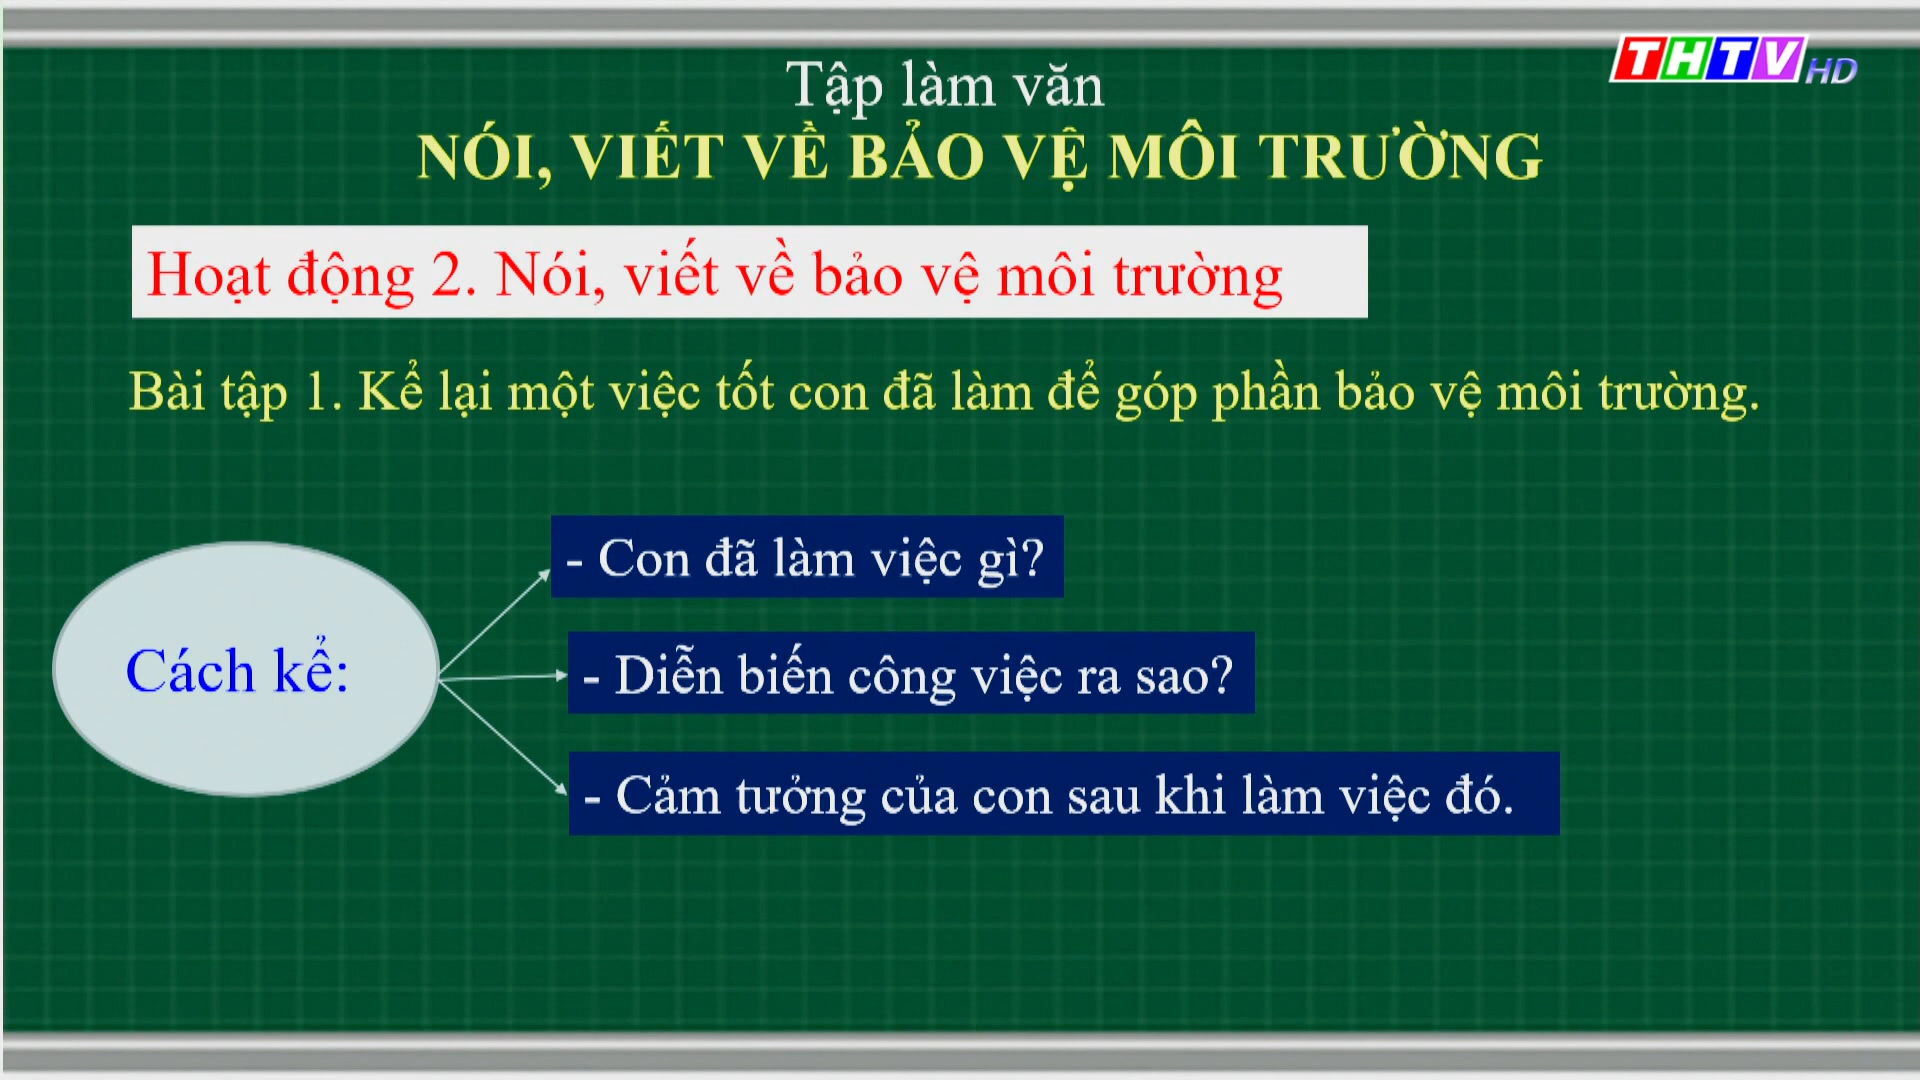 THTV HD
Tập làm văn
NÓI, VIẾT VỀ BẢO VỆ MÔI TRƯỜNG
Hoạt động 2. Nói, viết về bảo vệ môi trường
Bài tập 1. Kể lại một việc tốt con đã làm để góp phần bảo vệ môi trường.
Cách kể:
- Con đã làm việc gì?
- Diễn biến công việc ra sao?
- Cảm tưởng của con sau khi làm việc đó.